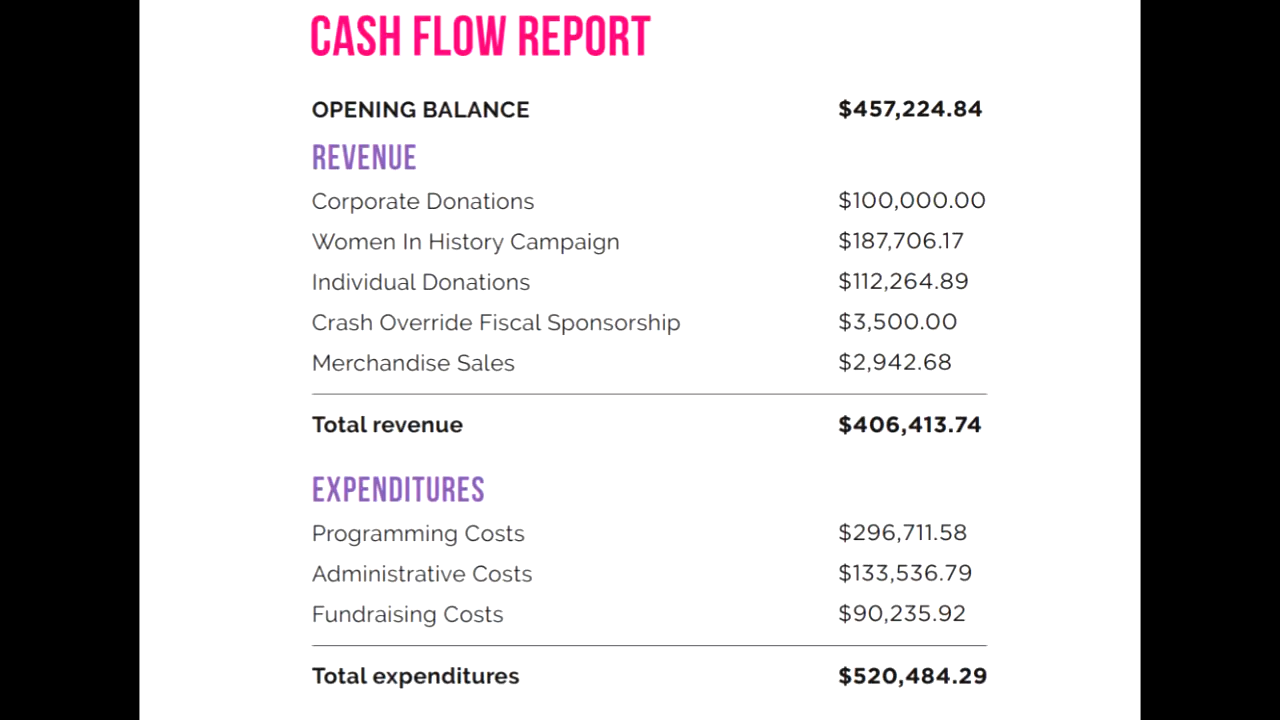 CASH FLOW REPORT
OPENING BALANCE $457,224.84
REVENUE
Corporate Donations $100,000.00
Women In History Campaign $187,706.17
Individual Donations $112,264.89
Crash Override Fiscal Sponsorship $3,500.00
Merchandise Sales $2,942.68
Total revenue $406,413.74
EXPENDITURES
Programming Costs $296,711.58
Administrative Costs $133,536.79
Fundraising Costs $90,235.92
Total expenditures $520,484.29